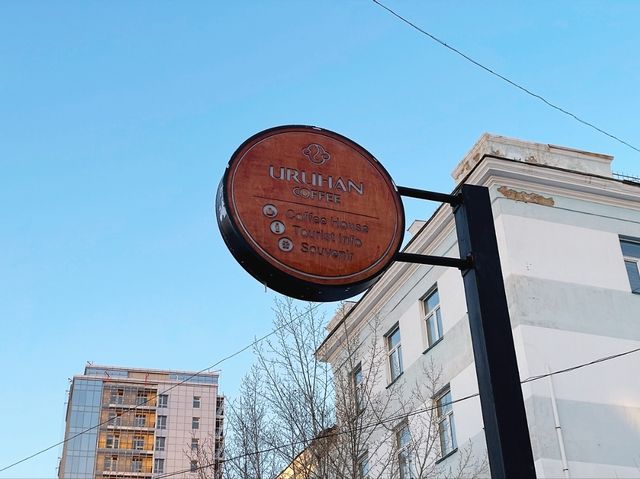 URUHAN
COFFEE
Coffee House
Tourist Info
Souvenir